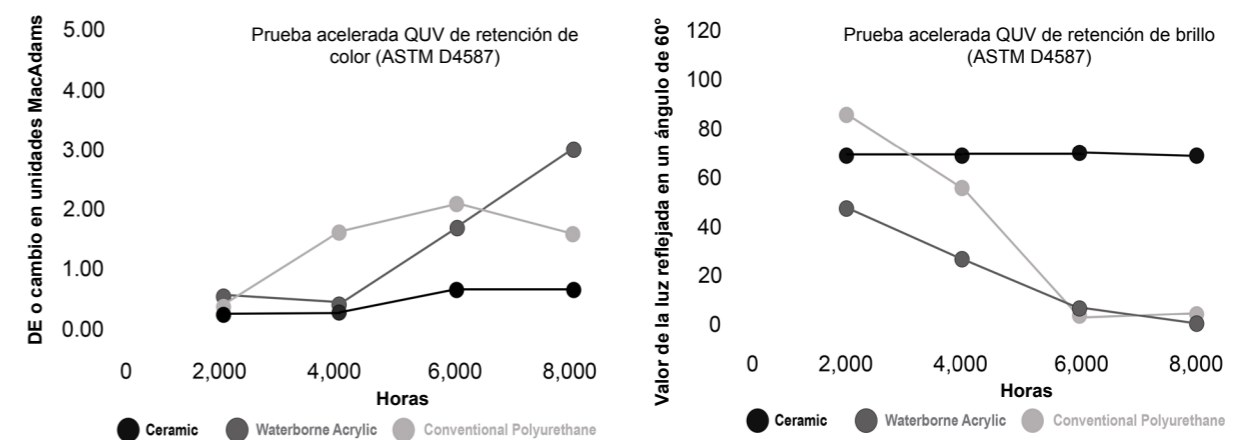 Prueba acelerada QUV de retención de
color (ASTM D4587)
DE o cambio en unidades MacAdams
5.00
4.00
3.00
2.00
1.00
0.00
0 2,000 4,000 6,000 8,000
Horas
Ceramic Waterborne Acrylic Conventional Polyurethane
Prueba acelerada QUV de retención de brillo
(ASTM D4587)
Valor de la luz reflejada en un ángulo de 60°
120
100
80
60
40
20
0
0 2,000 4,000 6,000 8,000
Horas
Ceramic Waterborne Acrylic Conventional Polyurethane